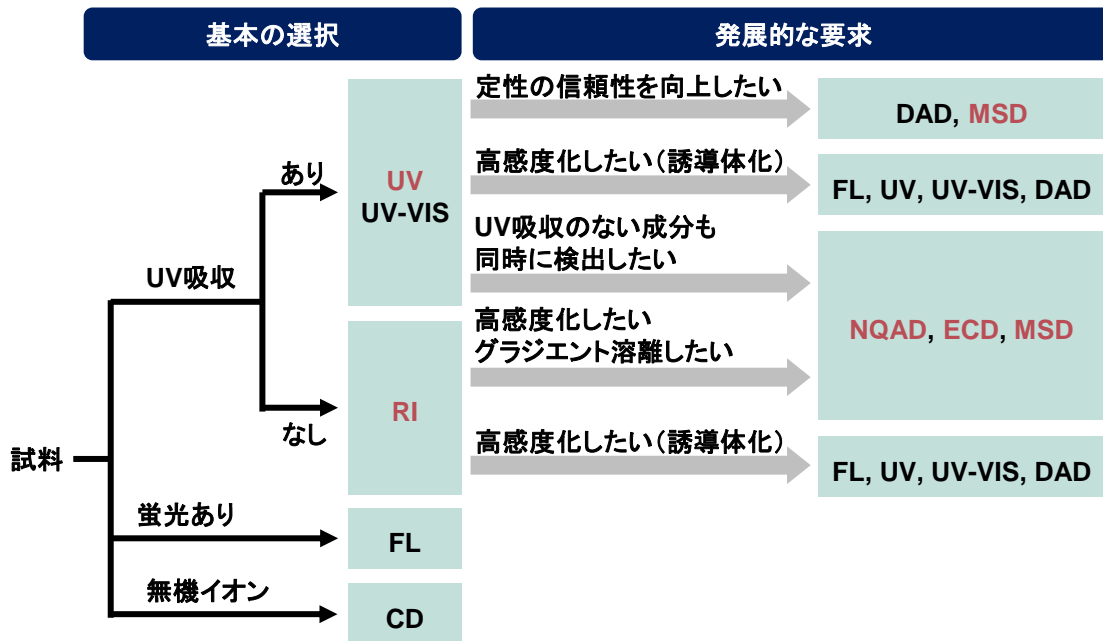 基本の選択
発展的な要求
定性の信頼性を向上したい
DAD, MSD
あり
UV
UV-VIS
高感度化したい(誘導体化)
FL, UV, UV-VIS, DAD
UV吸収のない成分も
同時に検出したい
UV吸収
NQAD, ECD, MSD
高感度化したい
グラジエント溶離したい
RI
なし
高感度化したい(誘導体化)
FL, UV, UV-VIS, DAD
試料
蛍光あり
FL
無機イオン
CD